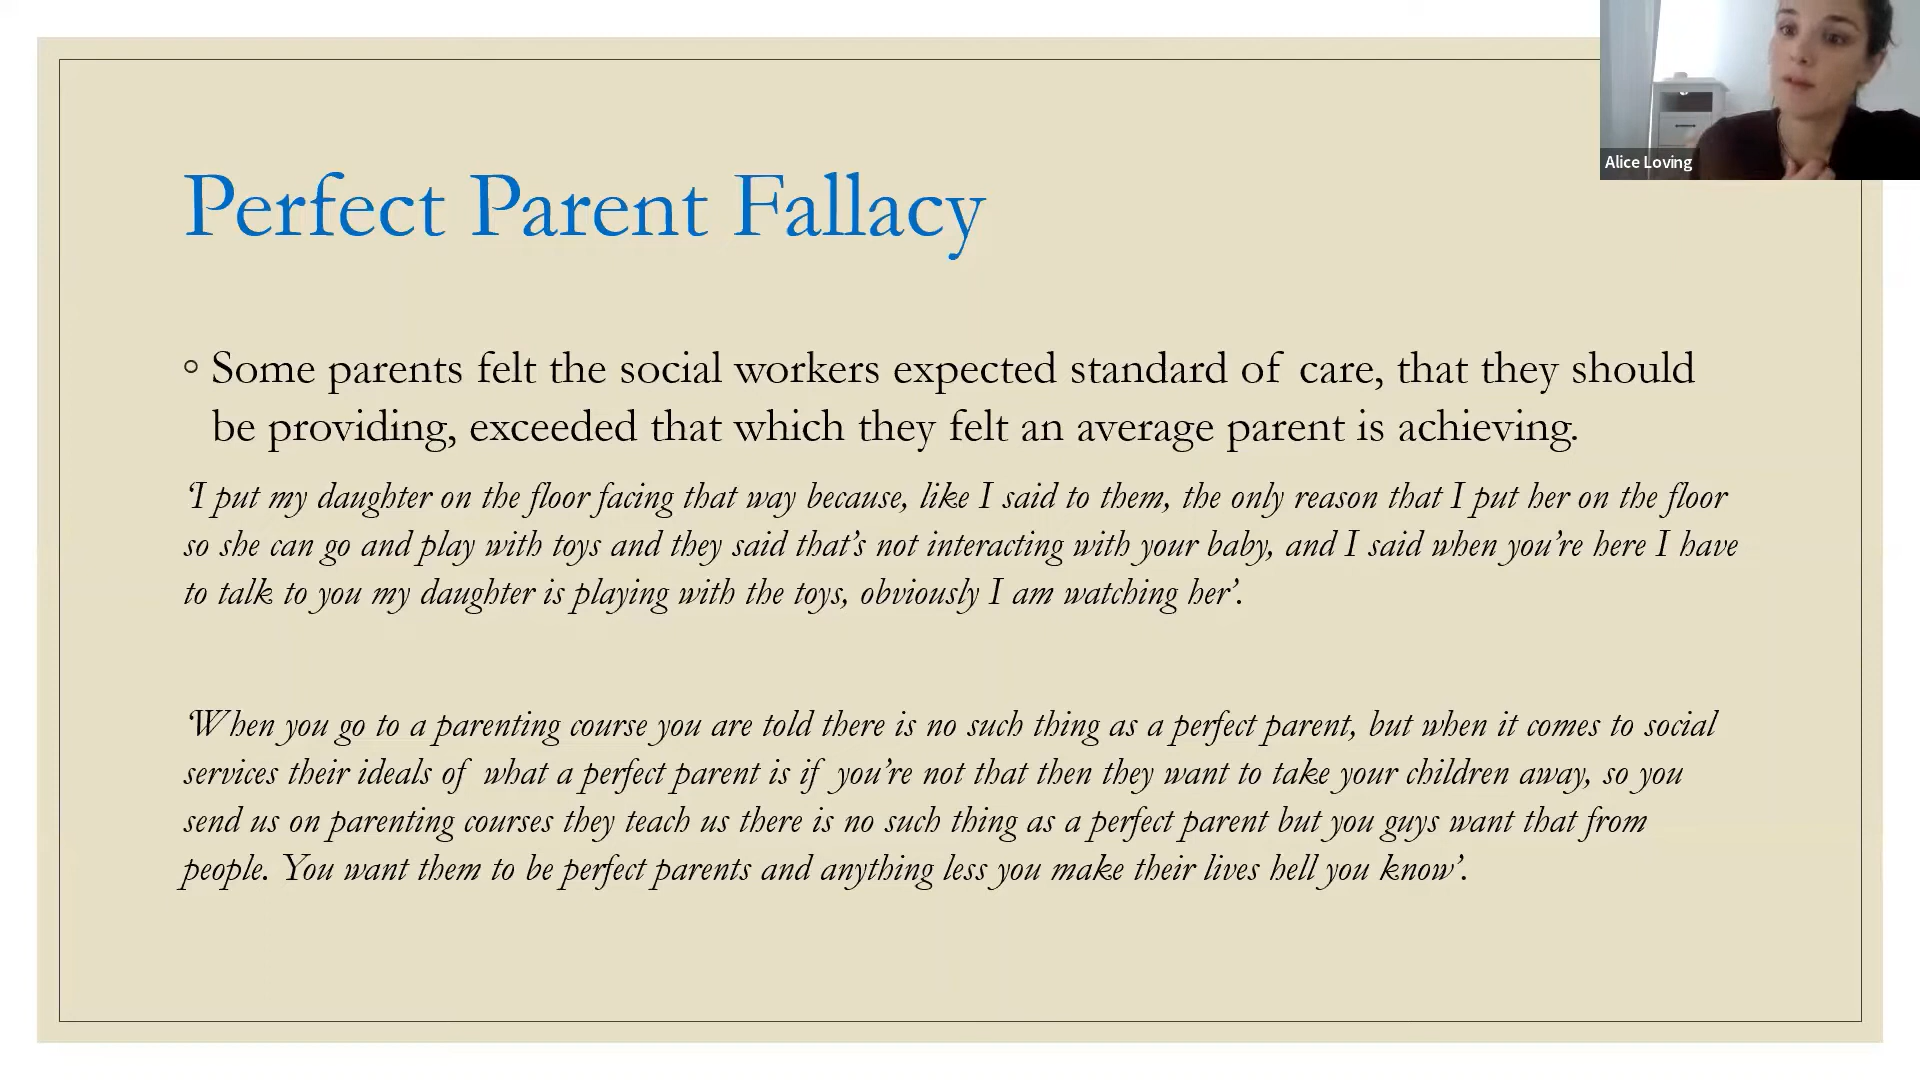 Alice Loving
Perfect Parent Fallacy
Some parents felt the social workers expected standard of care, that they should
be providing, exceeded that which they felt an average parent is achieving.
‘I put my daughter on the floor facing that way because, like I said to them, the only reason that I put her on the floor
so she can go and play with toys and they said that’s not interacting with your baby, and I said when you’re here I have
to talk to you my daughter is playing with the toys, obviously I am watching her’.
‘When you go to a parenting course you are told there is no such thing as a perfect parent, but when it comes to social
services their ideals of what a perfect parent is if you’re not that then they want to take your children away, so you
send us on parenting courses they teach us there is no such thing as a perfect parent but you guys want that from
people. You want them to be perfect parents and anything less you make their lives hell you know’.